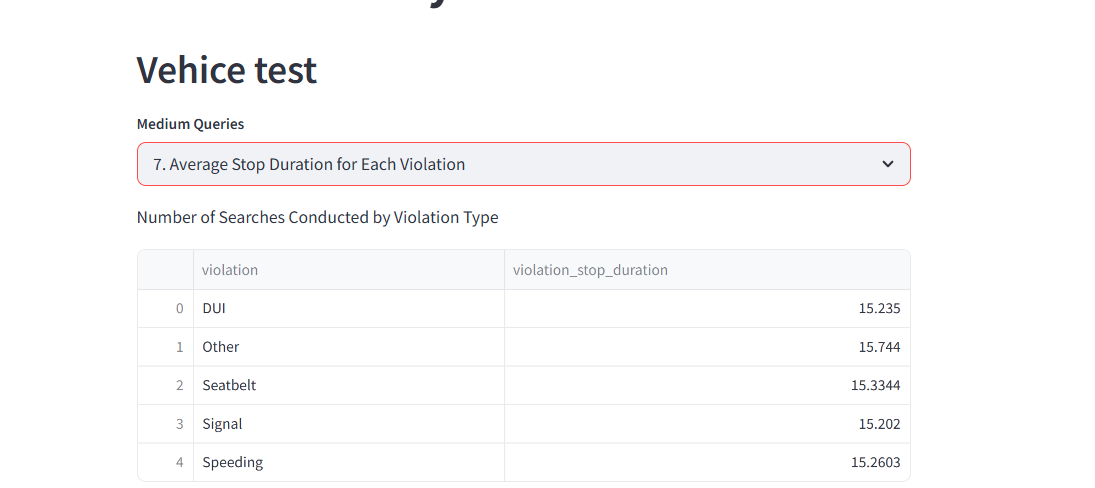 Vehice test
Medium Queries
7. Average Stop Duration for Each Violation
Number of Searches Conducted by Violation Type
violation violation_stop_duration
0 DUI 15.235
1 Other 15.744
2 Seatbelt 15.3344
3 Signal 15.202
4 Speeding 15.2603